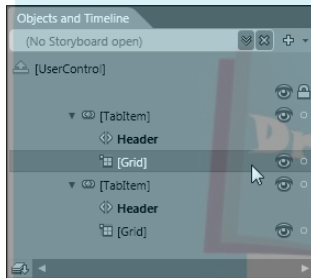 Objects and Timeline
(No Storyboard open)
[UserControl]
[TabItem]
Header
[Grid]
[TabItem]
Header
[Grid]